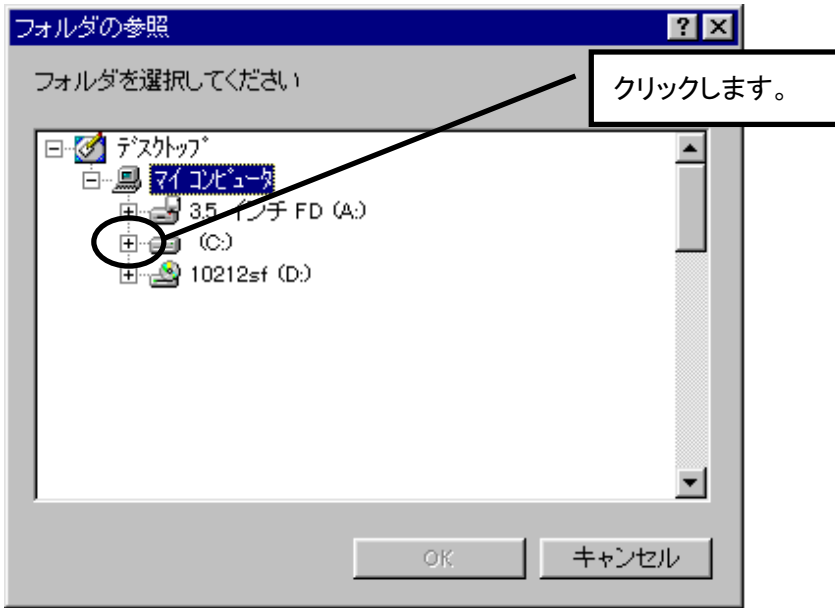 フォルダの参照
クリックします。
フォルダを選択してください
ﾃﾞｽｸﾄｯﾌﾟ
ﾏｲ ｺﾝﾋﾟｭｰﾀ
3.5 インチ FD (A:)
(C:)
10212sf (D:)
OK
キャンセル